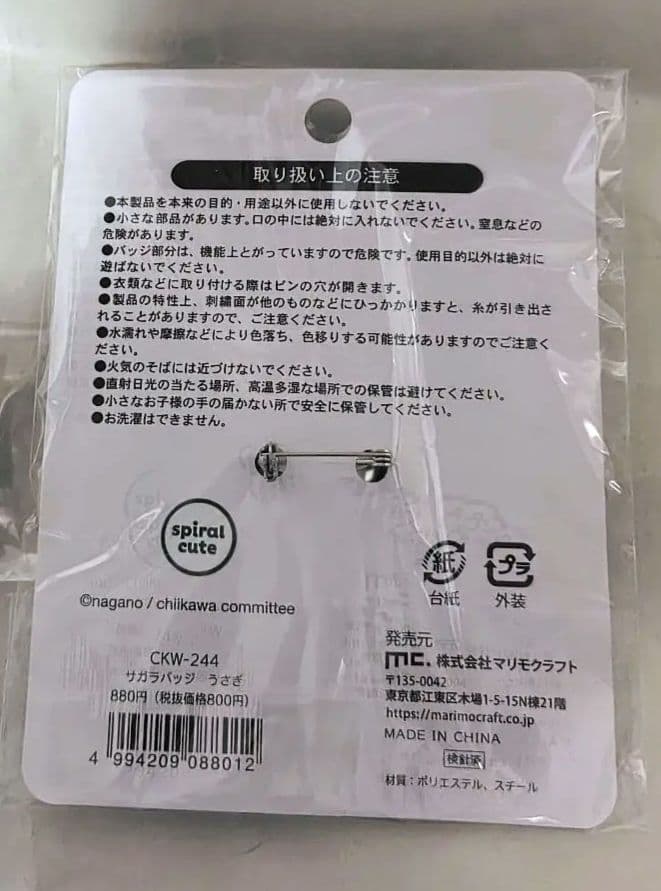 取り扱い上の注意
●本製品を本来の目的・用途以外に使用しないでください。
●小さな部品があります。口の中には絶対に入れないでください。窒息などの
危険があります。
●バッジ部分は、機能上とがっていますので危険です。使用目的以外は絶対に
遊ばないでください。
●衣類などに取り付ける際はピンの穴が開きます。
●製品の特性上、刺繍面が他のものなどにひっかかりますと、糸が引き出さ
れることがありますので、ご注意ください。
●水濡れや摩擦などにより色落ち、色移りする可能性がありますのでご注意く
ださい。
●火気のそばには近づけないでください。
●直射日光の当たる場所、高温多湿な場所での保管は避けてください。
●小さなお子様の手の届かない所で安全に保管してください。
●お洗濯はできません。
spiral
cute
©nagano / chiikawa committee
紙
台紙
プラ
外装
CKW-244
サガラバッジ うさぎ
880円（税抜価格800円）
4 994209 088012
発売元
mc. 株式会社マリモクラフト
〒135-0042
東京都江東区木場1-5-15N棟21階
https://marimocraft.co.jp
MADE IN CHINA
検針済
材質：ポリエステル、スチール